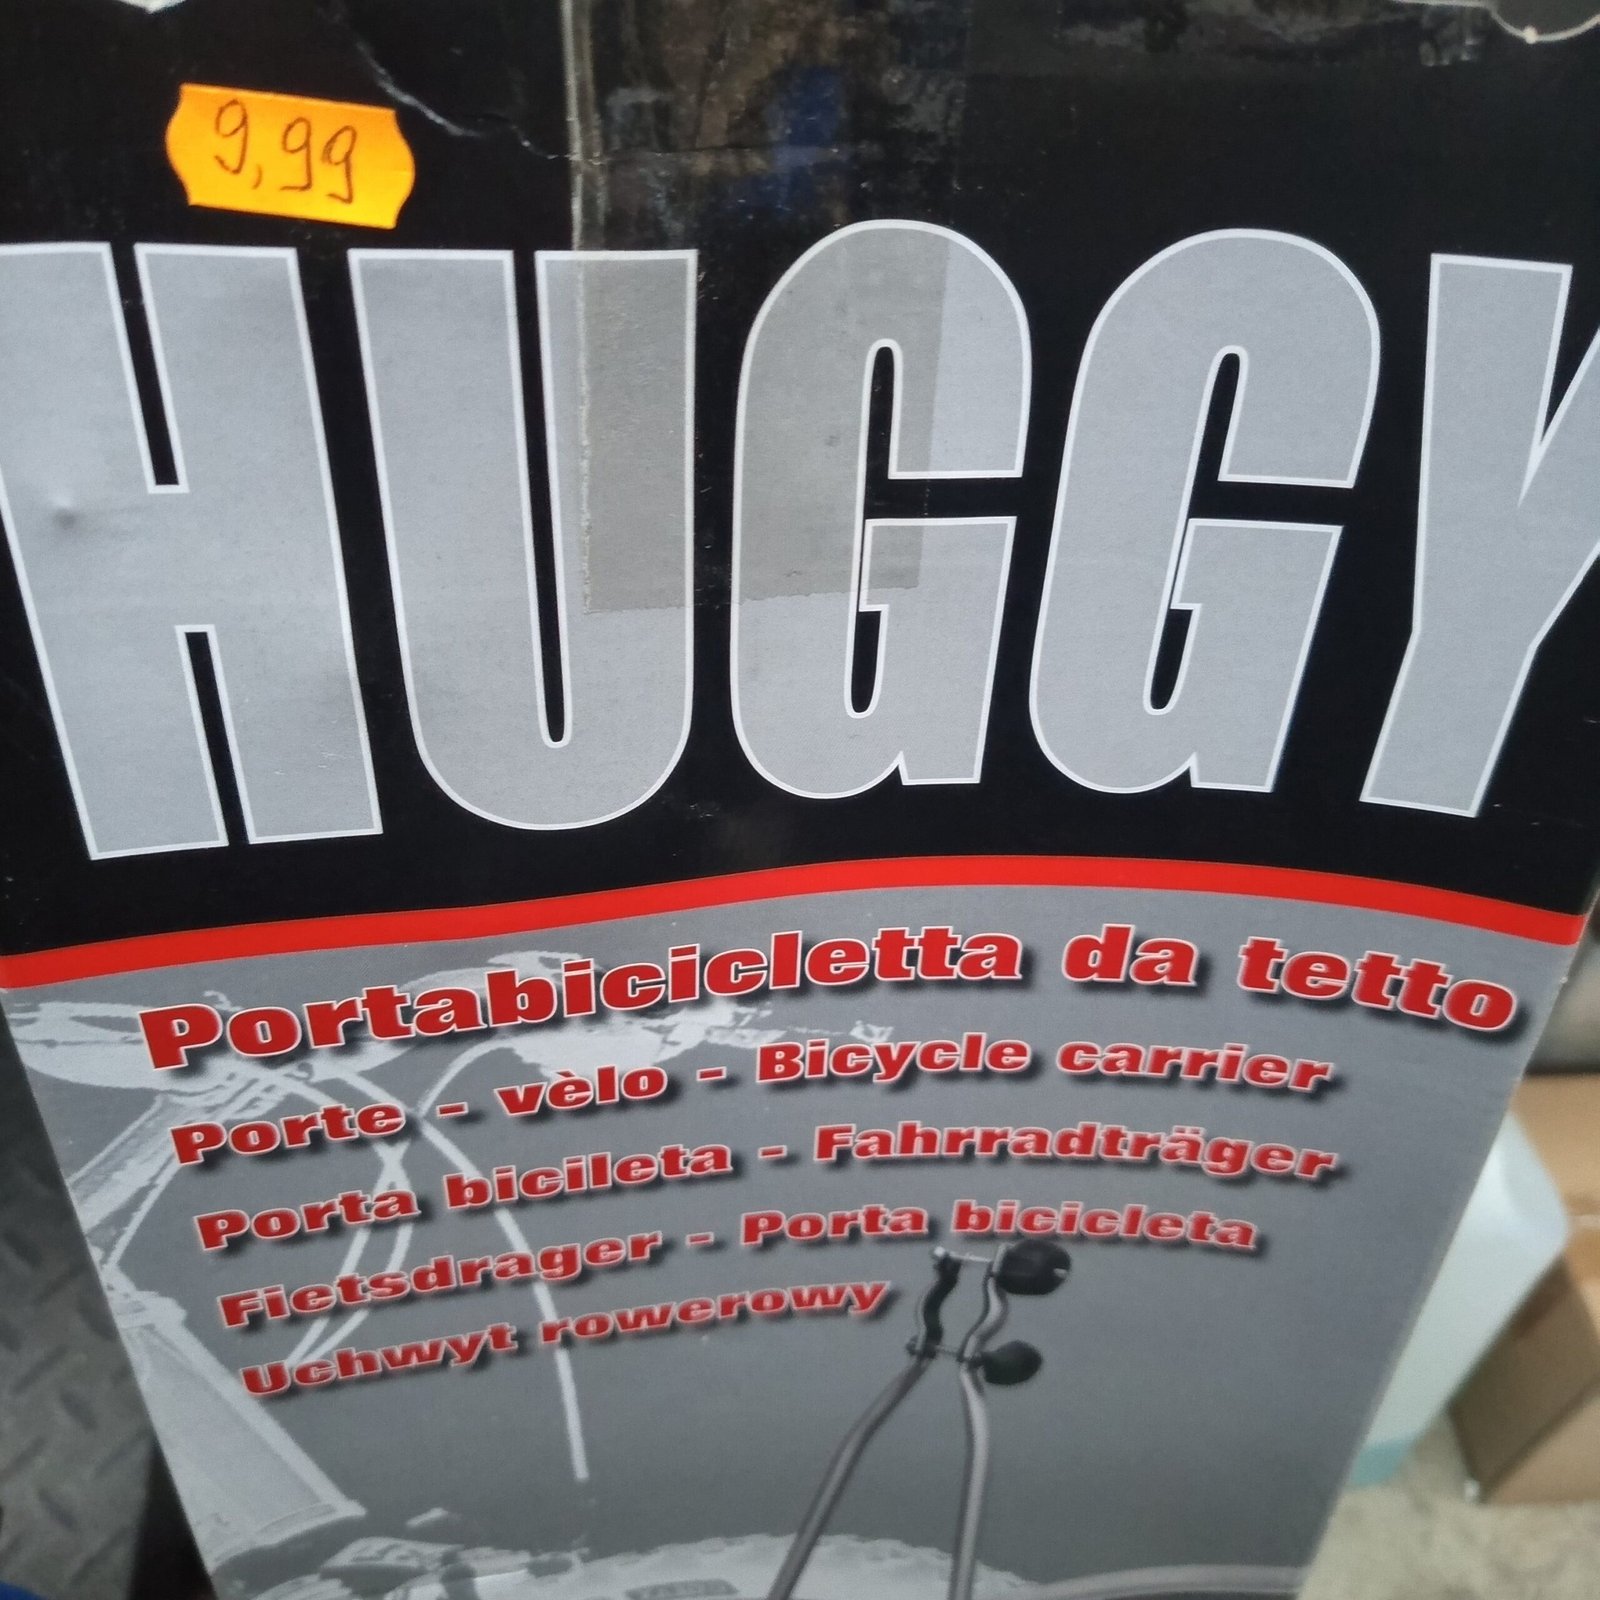 9,99
HUGGY
Portabicicletta da tetto
Porte - vèlo - Bicycle carrier
Porta bicileta - Fahrradträger
Fietsdrager - Porta bicicleta
Uchwyt rowerowy